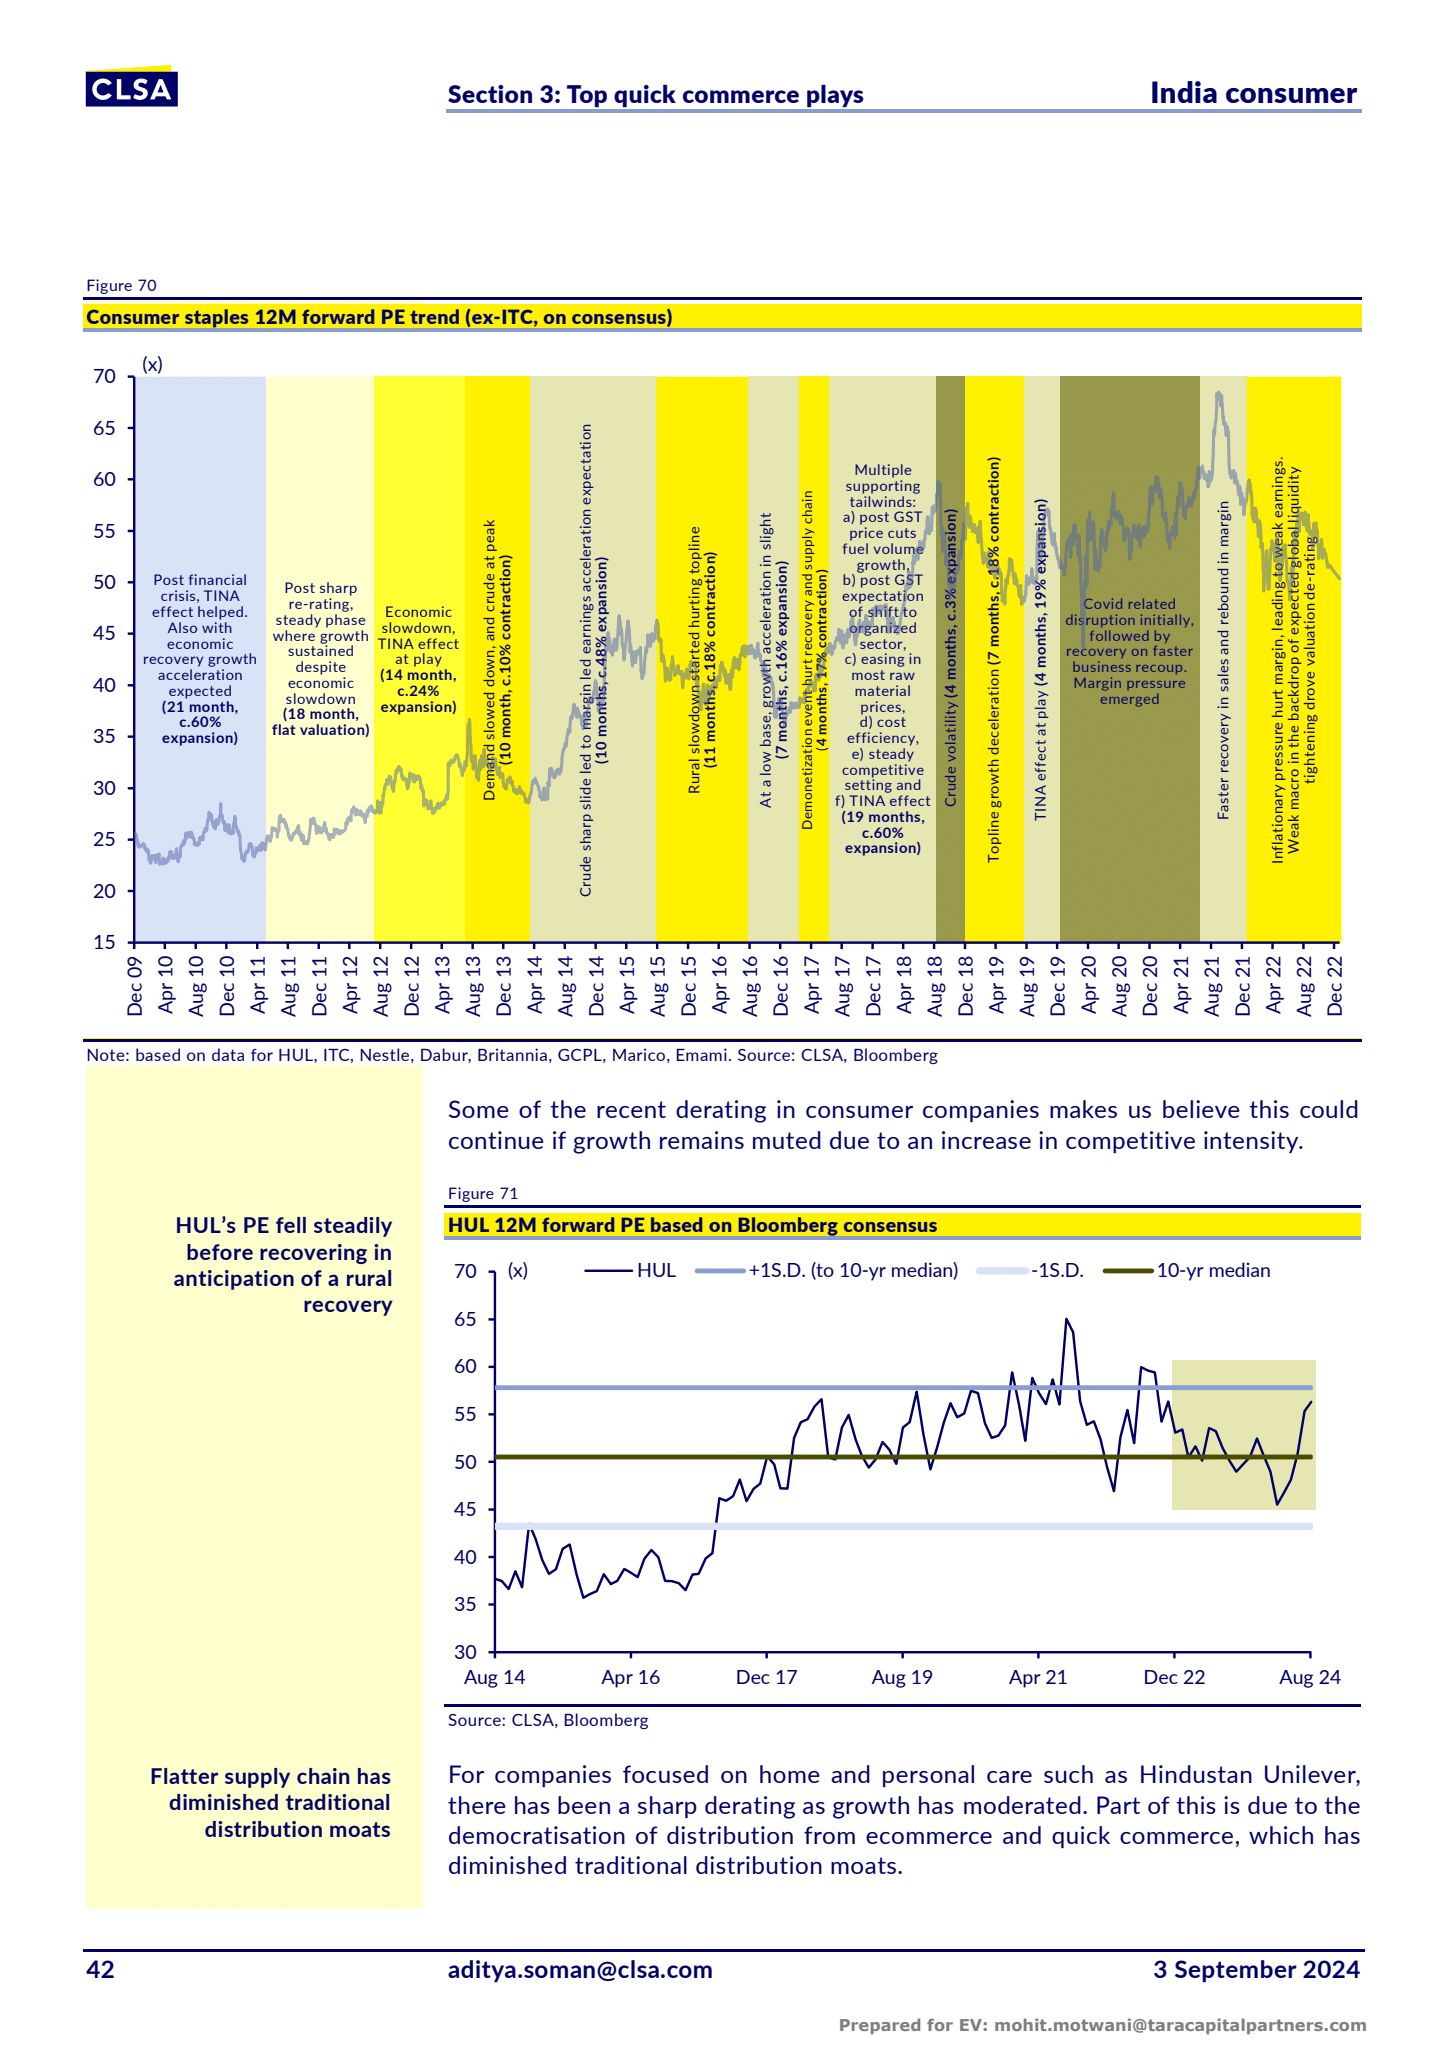 CLSA
Section 3: Top quick commerce plays
India consumer
Figure 70
Consumer staples 12M forward PE trend (ex-ITC, on consensus)
(x)
70
65
60
55
50
45
40
35
30
25
20
15
Post financial
crisis, TINA
effect helped.
Also with
economic
recovery growth
acceleration
expected
(21 month,
c.60%
expansion)
Post sharp
re-rating,
steady phase
where growth
sustained
despite
economic
slowdown
(18 month,
flat valuation)
Economic
slowdown,
TINA effect
at play
(14 month,
c.24%
expansion)
Demand slowed down, and crude at peak
(10 month, c.10% contraction)
Crude sharp slide led to margin led earnings acceleration expectation
(10 months, c.48% expansion)
Rural slowdown started hurting topline
(11 months, c.18% contraction)
At a low base, growth acceleration in slight
(7 months, c.16% expansion)
Demonetization event hurt recovery and supply chain
(4 months, 17% contraction)
Multiple
supporting
tailwinds:
a) post GST
price cuts
fuel volume
growth,
b) post GST
expectation
of shift to
organized
sector,
c) easing in
most raw
material
prices,
d) cost
efficiency,
e) steady
competitive
setting and
f) TINA effect
(19 months,
c.60%
expansion)
Crude volatility (4 months, c.3% expansion)
Topline growth deceleration (7 months, c.18% contraction)
TINA effect at play (4 months, 19% expansion)
Covid related
disruption initially,
followed by
recovery on faster
business recoup.
Margin pressure
emerged
Faster recovery in sales and rebound in margin
Inflationary pressure hurt margin, leading to weak earnings.
Weak macro in the backdrop of expected global liquidity
tightening drove valuation de-rating
Dec 09
Apr 10
Aug 10
Dec 10
Apr 11
Aug 11
Dec 11
Apr 12
Aug 12
Dec 12
Apr 13
Aug 13
Dec 13
Apr 14
Aug 14
Dec 14
Apr 15
Aug 15
Dec 15
Apr 16
Aug 16
Dec 16
Apr 17
Aug 17
Dec 17
Apr 18
Aug 18
Dec 18
Apr 19
Aug 19
Dec 19
Apr 20
Aug 20
Dec 20
Apr 21
Aug 21
Dec 21
Apr 22
Aug 22
Dec 22
Note: based on data for HUL, ITC, Nestle, Dabur, Britannia, GCPL, Marico, Emami. Source: CLSA, Bloomberg
Some of the recent derating in consumer companies makes us believe this could
continue if growth remains muted due to an increase in competitive intensity.
HUL's PE fell steadily
before recovering in
anticipation of a rural
recovery
Figure 71
HUL 12M forward PE based on Bloomberg consensus
(x)
HUL
+1S.D. (to 10-yr median)
-1S.D.
10-yr median
70
65
60
55
50
45
40
35
30
Aug 14
Apr 16
Dec 17
Aug 19
Apr 21
Dec 22
Aug 24
Source: CLSA, Bloomberg
Flatter supply chain has
diminished traditional
distribution moats
For companies focused on home and personal care such as Hindustan Unilever,
there has been a sharp derating as growth has moderated. Part of this is due to the
democratisation of distribution from ecommerce and quick commerce, which has
diminished traditional distribution moats.
42
aditya.soman@clsa.com
3 September 2024
Prepared for EV: mohit.motwani@taracapitalpartners.com